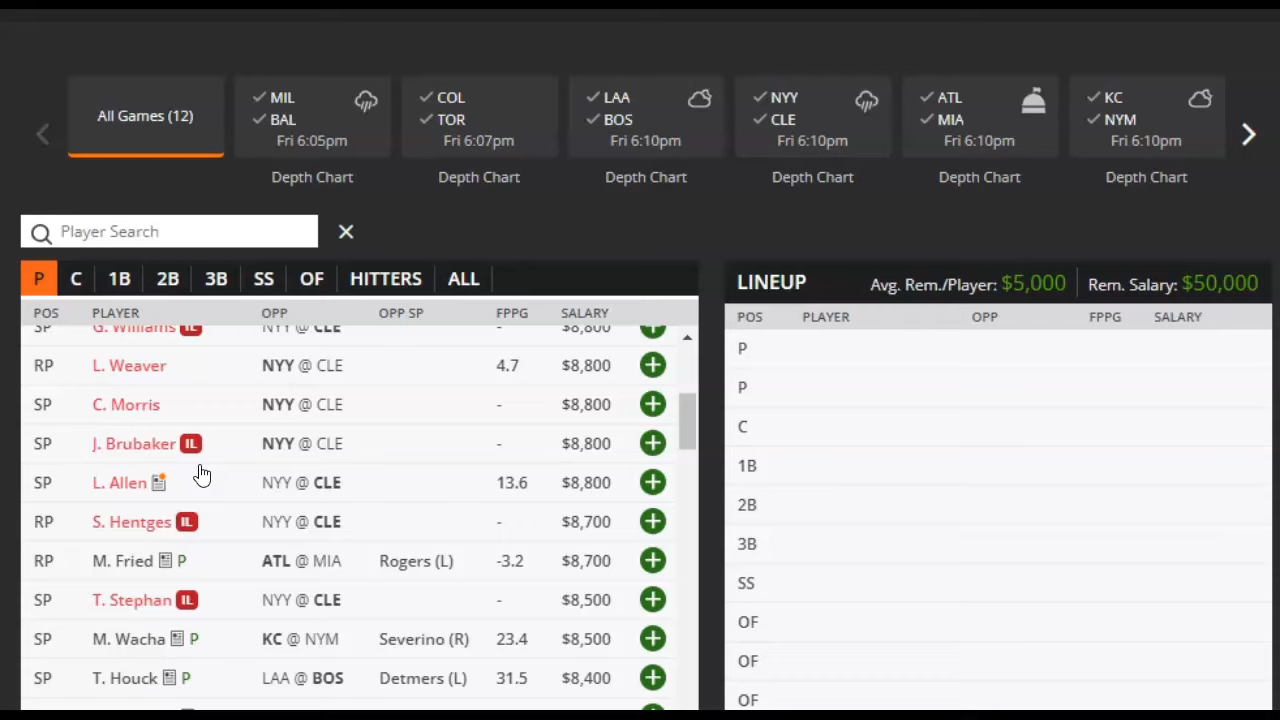 All Games (12)
MIL
BAL
Fri 6:05pm
Depth Chart
COL
TOR
Fri 6:07pm
Depth Chart
LAA
BOS
Fri 6:10pm
Depth Chart
NYY
CLE
Fri 6:10pm
Depth Chart
ATL
MIA
Fri 6:10pm
Depth Chart
KC
NYM
Fri 6:10pm
Depth Chart
Player Search
P C 1B 2B 3B SS OF HITTERS ALL
POS PLAYER OPP OPP SP FPPG SALARY
SP G. Williams IL NYY @ CLE - $8,800
RP L. Weaver NYY @ CLE 4.7 $8,800
SP C. Morris NYY @ CLE - $8,800
SP J. Brubaker IL NYY @ CLE - $8,800
SP L. Allen NYY @ CLE 13.6 $8,800
RP S. Hentges IL NYY @ CLE - $8,700
RP M. Fried P ATL @ MIA Rogers (L) -3.2 $8,700
SP T. Stephan IL NYY @ CLE - $8,500
SP M. Wacha P KC @ NYM Severino (R) 23.4 $8,500
SP T. Houck P LAA @ BOS Detmers (L) 31.5 $8,400
LINEUP Avg. Rem./Player: $5,000 Rem. Salary: $50,000
POS PLAYER OPP FPPG SALARY
P
P
C
1B
2B
3B
SS
OF
OF
OF